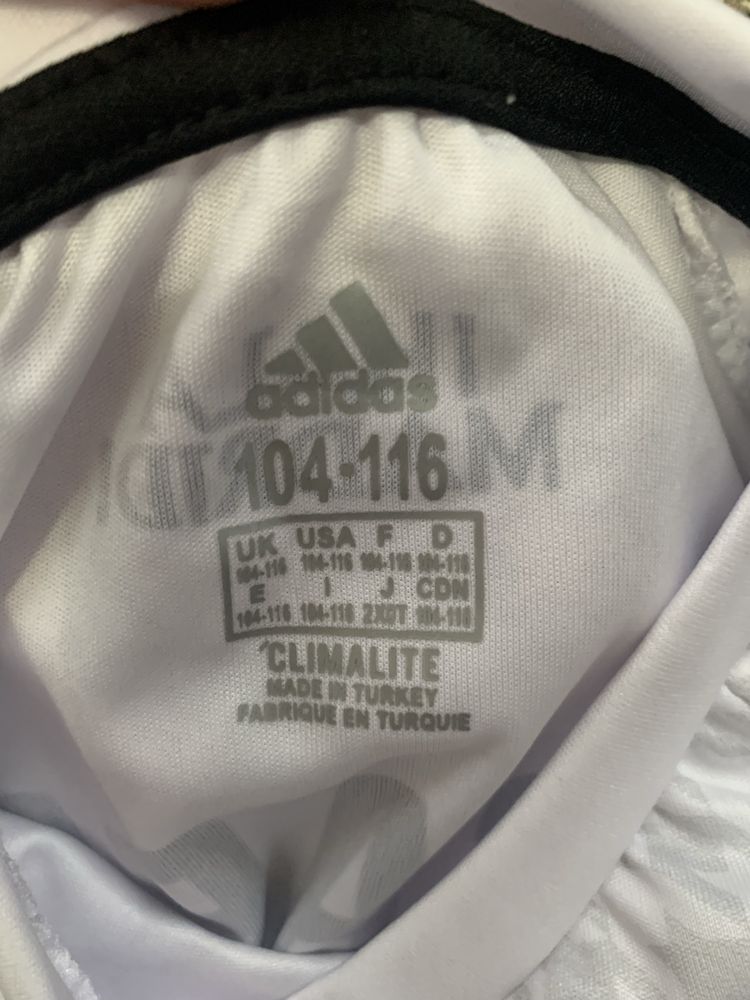 adidas
104-116
UK USA F D
104-116 104-116 104-116 104-116
E I J CDN
104-116 104-116 104-116
CLIMALITE
MADE IN TURKEY
FABRIQUE EN TURQUIE